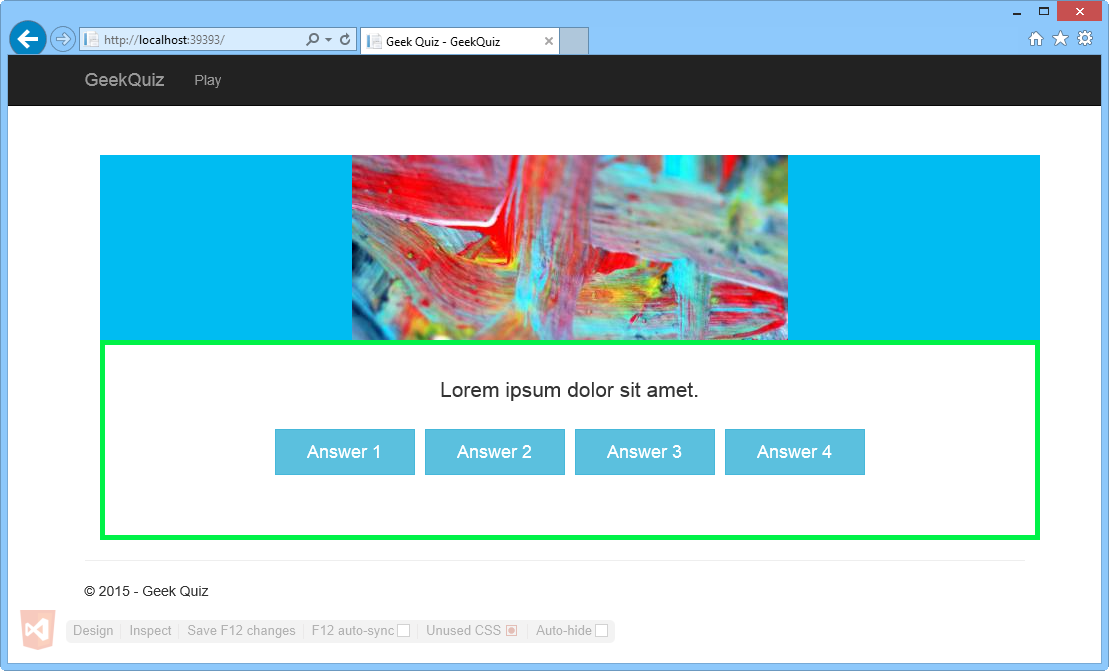 http://localhost:39393/
Geek Quiz - GeekQuiz
GeekQuiz Play
Lorem ipsum dolor sit amet.
Answer 1 Answer 2 Answer 3 Answer 4
© 2015 - Geek Quiz
Design Inspect Save F12 changes F12 auto-sync Unused CSS Auto-hide